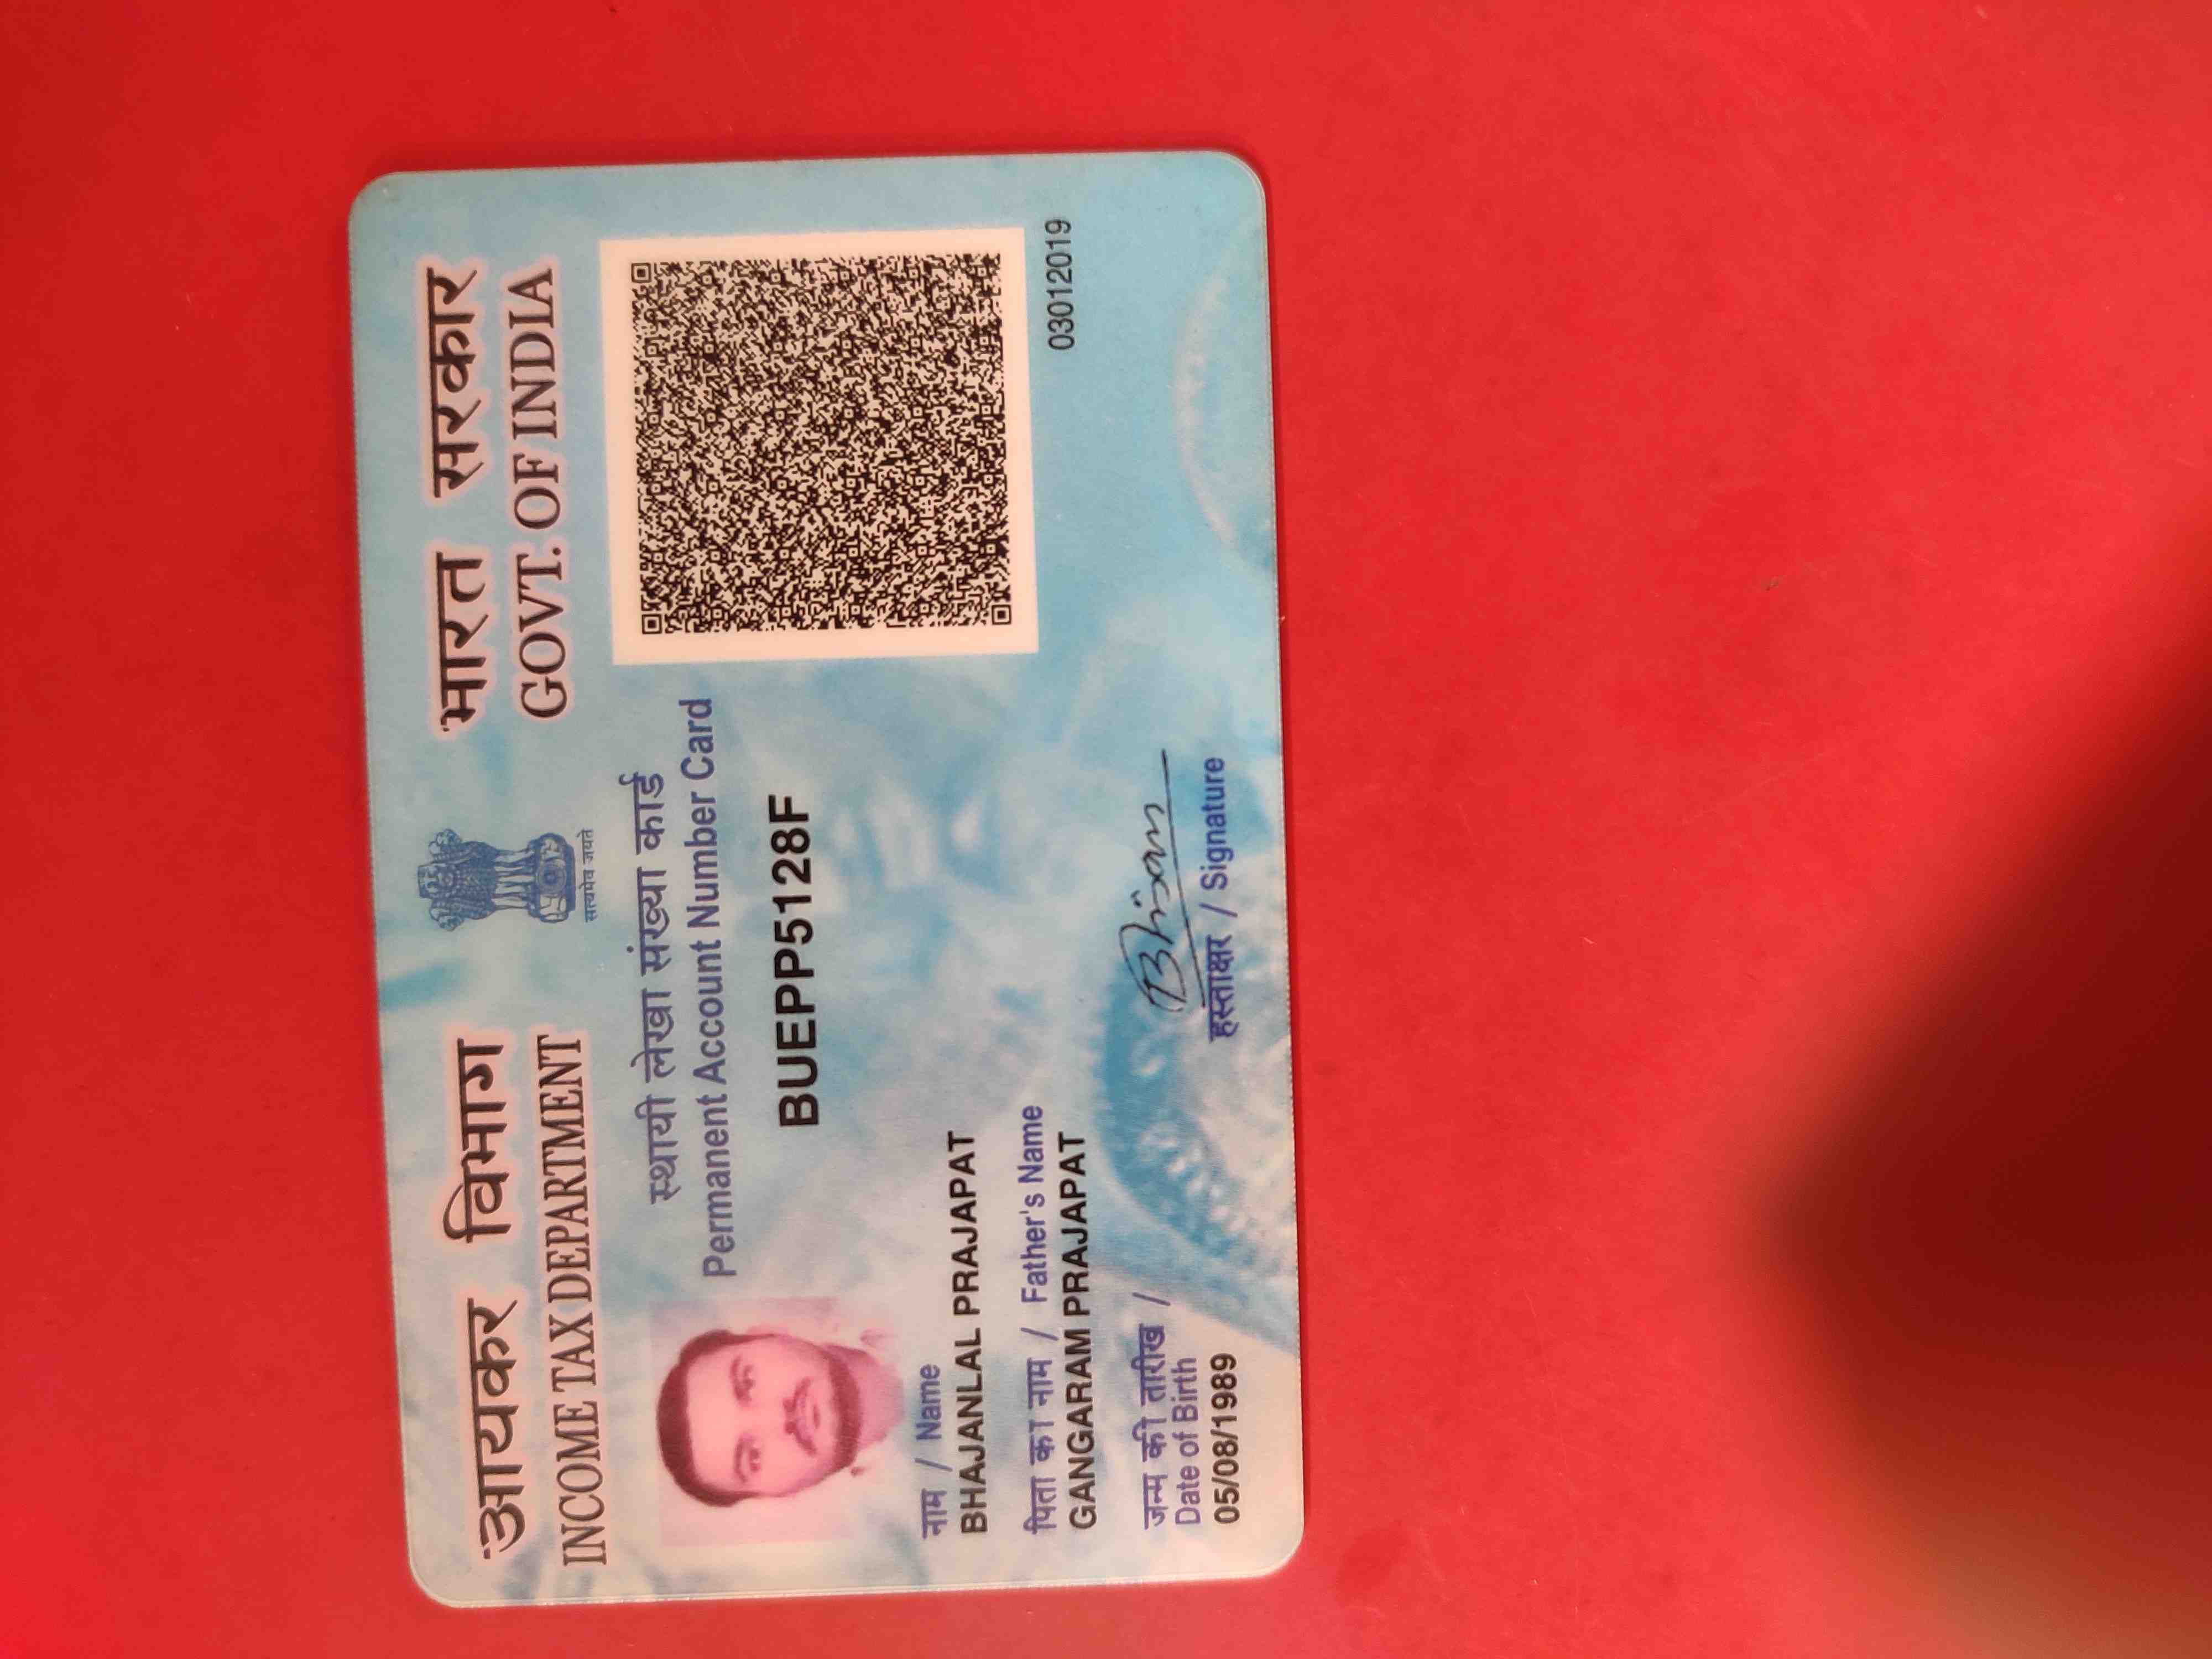 आयकर विभाग
INCOME TAX DEPARTMENT
सत्यमेव जयते
भारत सरकार
GOVT. OF INDIA
स्थायी लेखा संख्या कार्ड
Permanent Account Number Card
BUEPP5128F
नाम / Name
BHAJANLAL PRAJAPAT
पिता का नाम / Father's Name
GANGARAM PRAJAPAT
जन्म की तारीख /
Date of Birth
05/08/1989
हस्ताक्षर / Signature
03012019